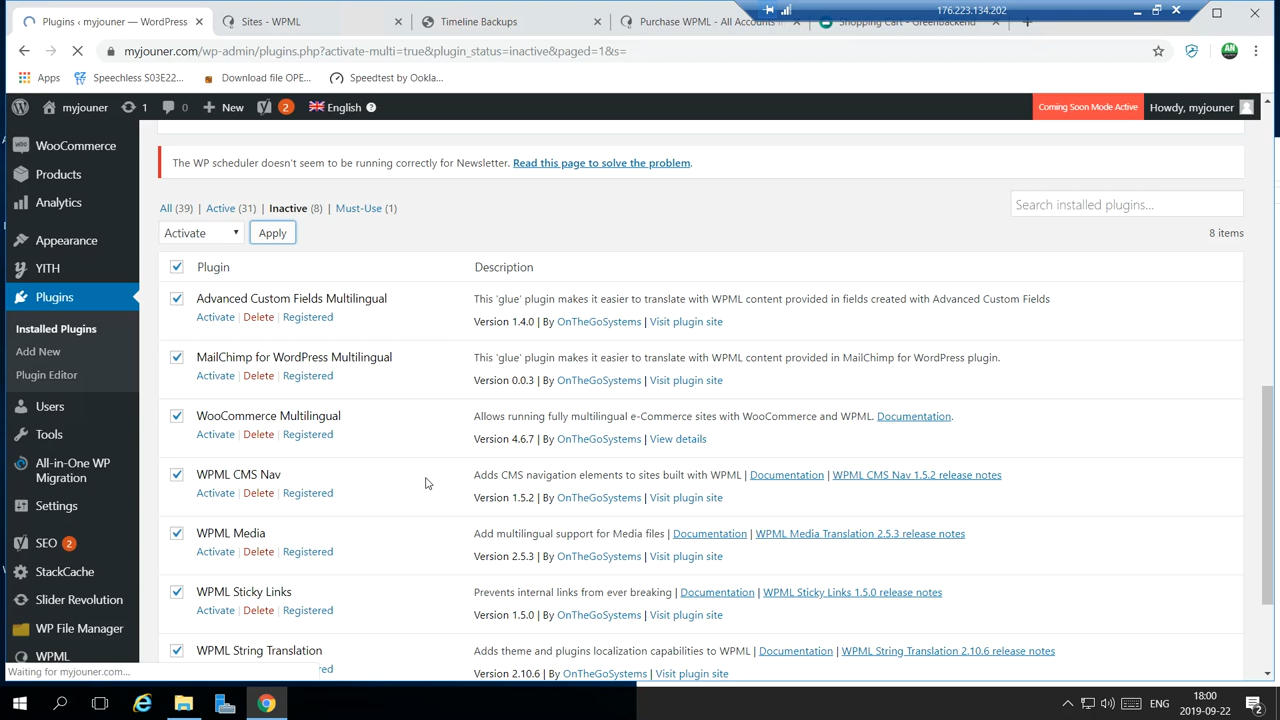 Plugins ‹ myjouner — WordPress
Sites - WPML
Timeline Backups
Purchase WPML - All Accounts
Shopping Cart - Greenbackend
176.223.134.202
myjouner.com/wp-admin/plugins.php?activate-multi=true&plugin_status=inactive&paged=1&s=
AN
Apps
Speechless S03E22...
Download file OPE...
Speedtest by Ookla...
myjouner
1
0
New
2
English
Coming Soon Mode Active
Howdy, myjouner
WooCommerce
Products
Analytics
Appearance
YITH
Plugins
Installed Plugins
Add New
Plugin Editor
Users
Tools
All-in-One WP
Migration
Settings
SEO 2
StackCache
Slider Revolution
WP File Manager
WPML
The WP scheduler doesn't seem to be running correctly for Newsletter. Read this page to solve the problem.
All (39) | Active (31) | Inactive (8) | Must-Use (1)
Search installed plugins...
Activate
Apply
8 items
Plugin
Description
Advanced Custom Fields Multilingual
Activate | Delete | Registered
This 'glue' plugin makes it easier to translate with WPML content provided in fields created with Advanced Custom Fields
Version 1.4.0 | By OnTheGoSystems | Visit plugin site
MailChimp for WordPress Multilingual
Activate | Delete | Registered
This 'glue' plugin makes it easier to translate with WPML content provided in MailChimp for WordPress plugin.
Version 0.0.3 | By OnTheGoSystems | Visit plugin site
WooCommerce Multilingual
Activate | Delete | Registered
Allows running fully multilingual e-Commerce sites with WooCommerce and WPML. Documentation.
Version 4.6.7 | By OnTheGoSystems | View details
WPML CMS Nav
Activate | Delete | Registered
Adds CMS navigation elements to sites built with WPML | Documentation | WPML CMS Nav 1.5.2 release notes
Version 1.5.2 | By OnTheGoSystems | Visit plugin site
WPML Media
Activate | Delete | Registered
Add multilingual support for Media files | Documentation | WPML Media Translation 2.5.3 release notes
Version 2.5.3 | By OnTheGoSystems | Visit plugin site
WPML Sticky Links
Activate | Delete | Registered
Prevents internal links from ever breaking | Documentation | WPML Sticky Links 1.5.0 release notes
Version 1.5.0 | By OnTheGoSystems | Visit plugin site
WPML String Translation
Adds theme and plugins localization capabilities to WPML | Documentation | WPML String Translation 2.10.6 release notes
Version 2.10.6 | By OnTheGoSystems | Visit plugin site
Waiting for myjouner.com...
ENG
18:00
2019-09-22
2